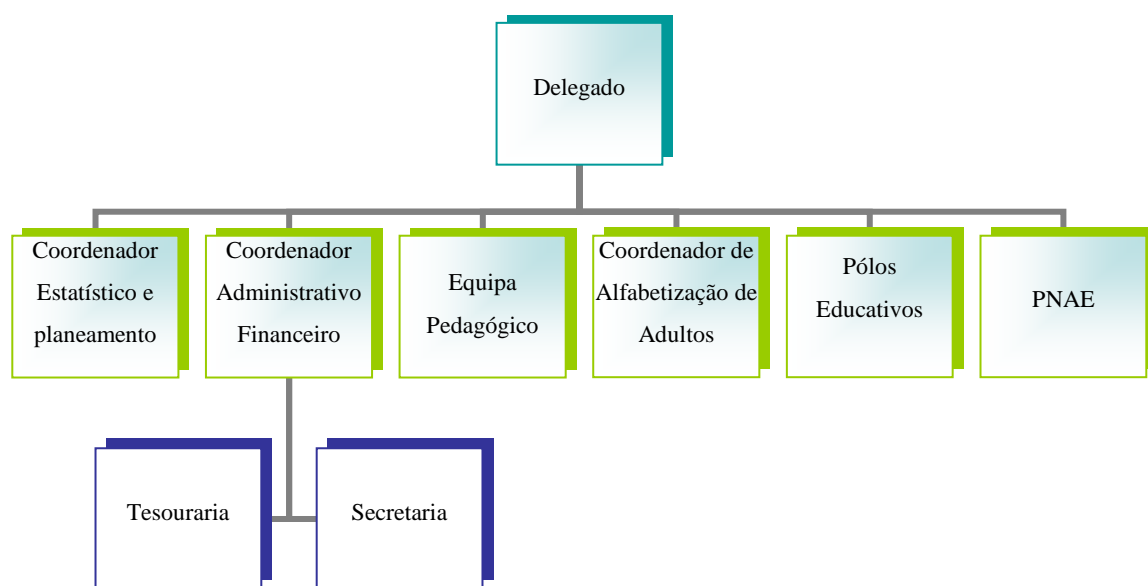 Delegado
Coordenador
Estatístico e
planeamento
Coordenador
Administrativo
Financeiro
Equipa
Pedagógico
Coordenador de
Alfabetização de
Adultos
Pólos
Educativos
PNAE
Tesouraria
Secretaria